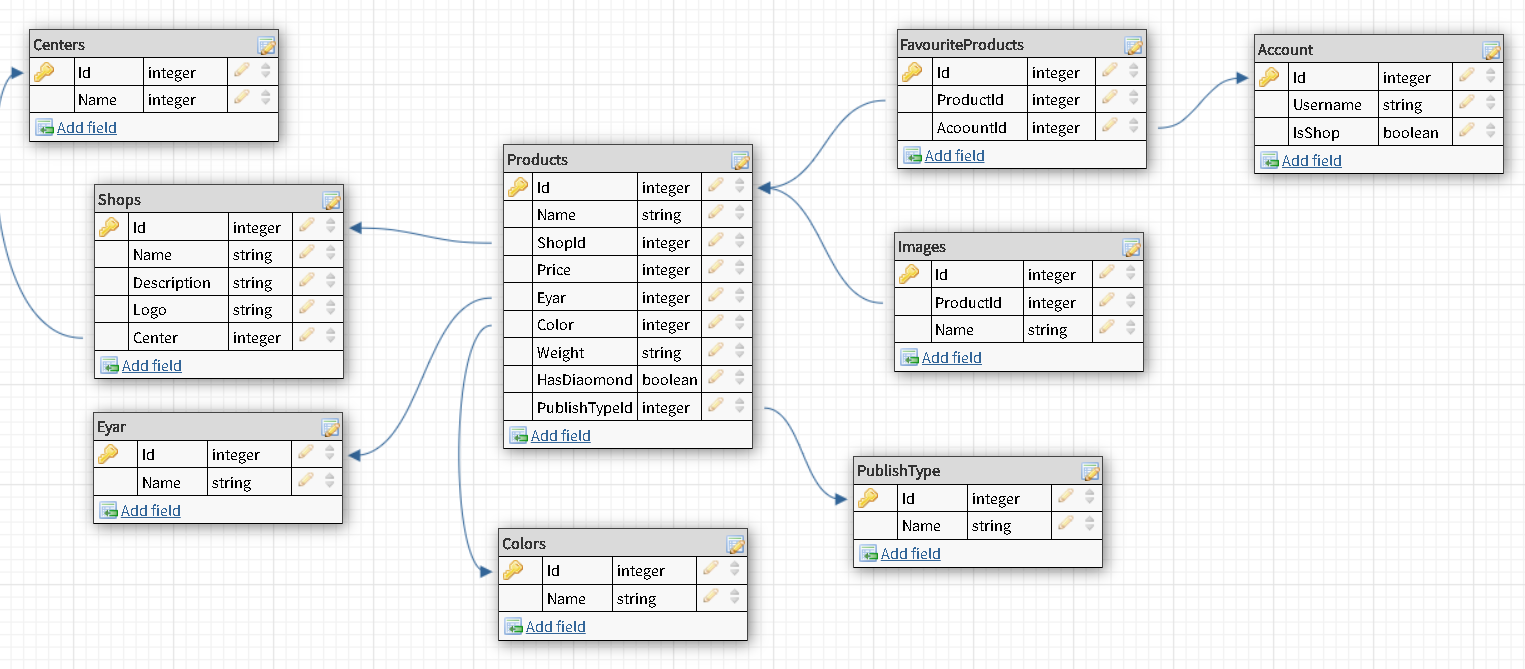 Centers
Id integer
Name integer
Add field
Shops
Id integer
Name string
Description string
Logo string
Center integer
Add field
Eyar
Id integer
Name string
Add field
Products
Id integer
Name string
ShopId integer
Price integer
Eyar integer
Color integer
Weight string
HasDiaomond boolean
PublishTypeId integer
Add field
Colors
Id integer
Name string
Add field
FavouriteProducts
Id integer
ProductId integer
AcoountId integer
Add field
Images
Id integer
ProductId integer
Name string
Add field
PublishType
Id integer
Name string
Add field
Account
Id integer
Username string
IsShop boolean
Add field